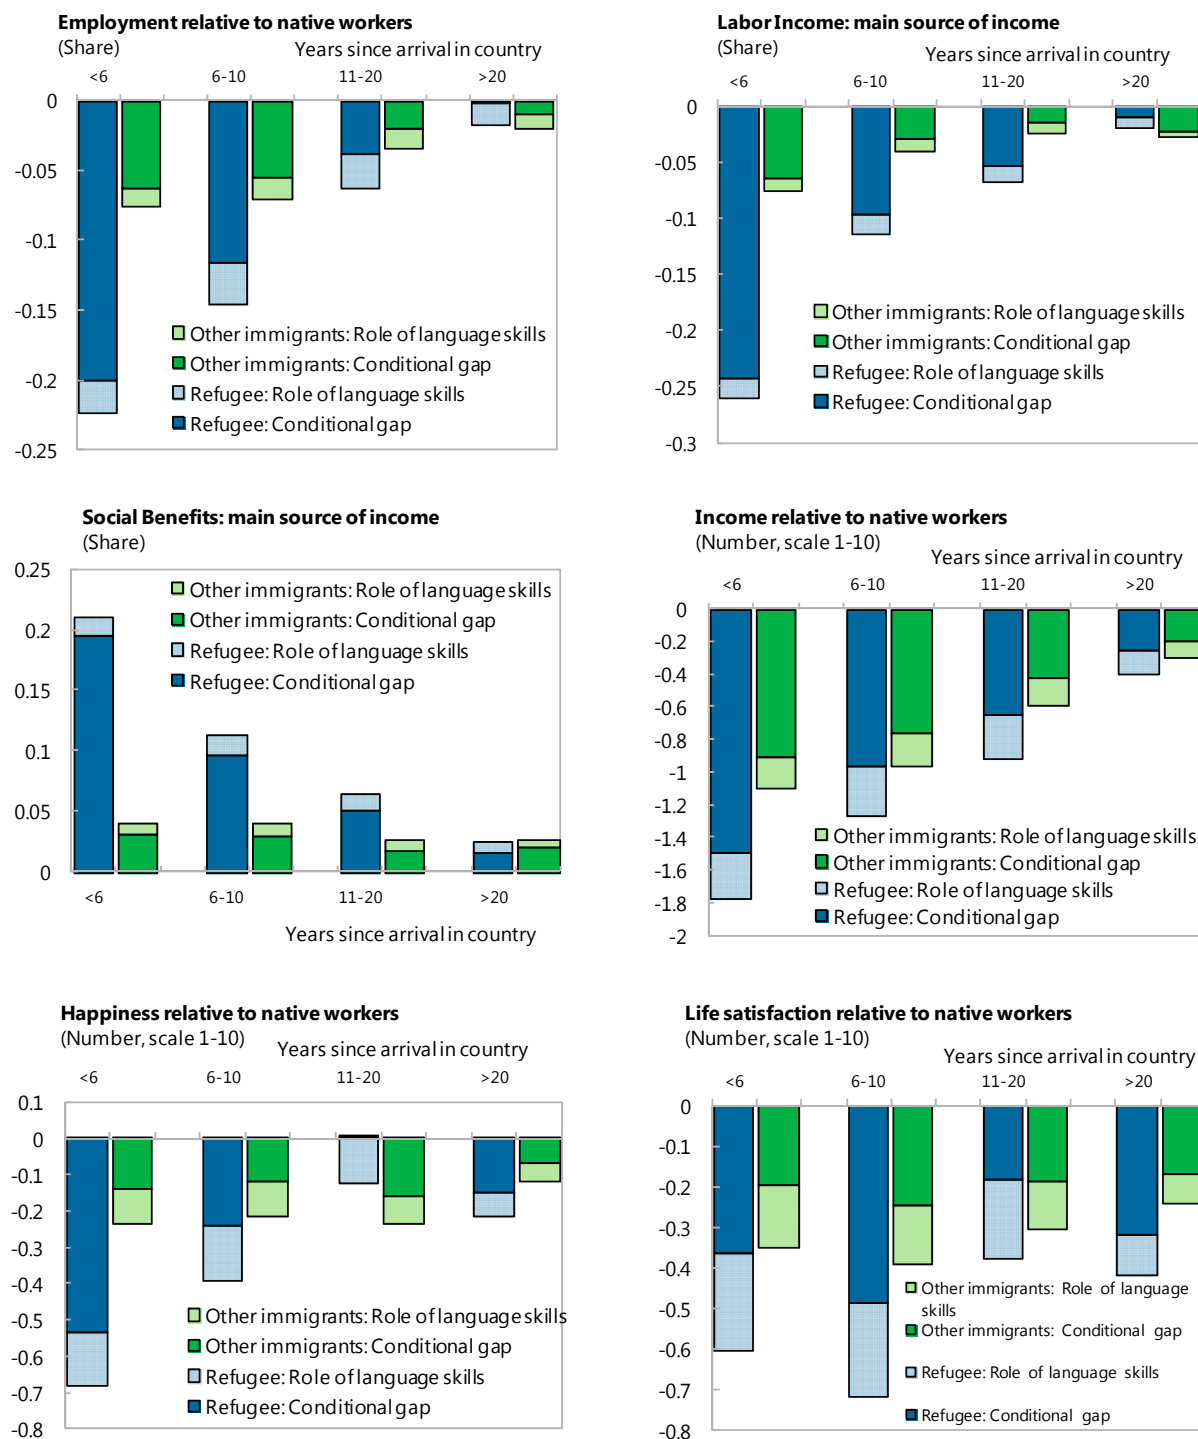 Employment relative to native workers
(Share)
Years since arrival in country
<6 6-10 11-20 >20
0
-0.05
-0.1
-0.15
-0.2
-0.25
Other immigrants: Role of language skills
Other immigrants: Conditional gap
Refugee: Role of language skills
Refugee: Conditional gap
Labor Income: main source of income
(Share)
Years since arrival in country
<6 6-10 11-20 >20
0
-0.05
-0.1
-0.15
-0.2
-0.25
-0.3
Other immigrants: Role of language skills
Other immigrants: Conditional gap
Refugee: Role of language skills
Refugee: Conditional gap
Social Benefits: main source of income
(Share)
0.25
0.2
0.15
0.1
0.05
0
Other immigrants: Role of language skills
Other immigrants: Conditional gap
Refugee: Role of language skills
Refugee: Conditional gap
<6 6-10 11-20 >20
Years since arrival in country
Income relative to native workers
(Number, scale 1-10)
Years since arrival in country
<6 6-10 11-20 >20
0
-0.2
-0.4
-0.6
-0.8
-1
-1.2
-1.4
-1.6
-1.8
-2
Other immigrants: Role of language skills
Other immigrants: Conditional gap
Refugee: Role of language skills
Refugee: Conditional gap
Happiness relative to native workers
(Number, scale 1-10)
Years since arrival in country
<6 6-10 11-20 >20
0.1
0
-0.1
-0.2
-0.3
-0.4
-0.5
-0.6
-0.7
-0.8
Other immigrants: Role of language skills
Other immigrants: Conditional gap
Refugee: Role of language skills
Refugee: Conditional gap
Life satisfaction relative to native workers
(Number, scale 1-10)
Years since arrival in country
<6 6-10 11-20 >20
0
-0.1
-0.2
-0.3
-0.4
-0.5
-0.6
-0.7
-0.8
Other immigrants: Role of language
skills
Other immigrants: Conditional gap
Refugee: Role of language skills
Refugee: Conditional gap